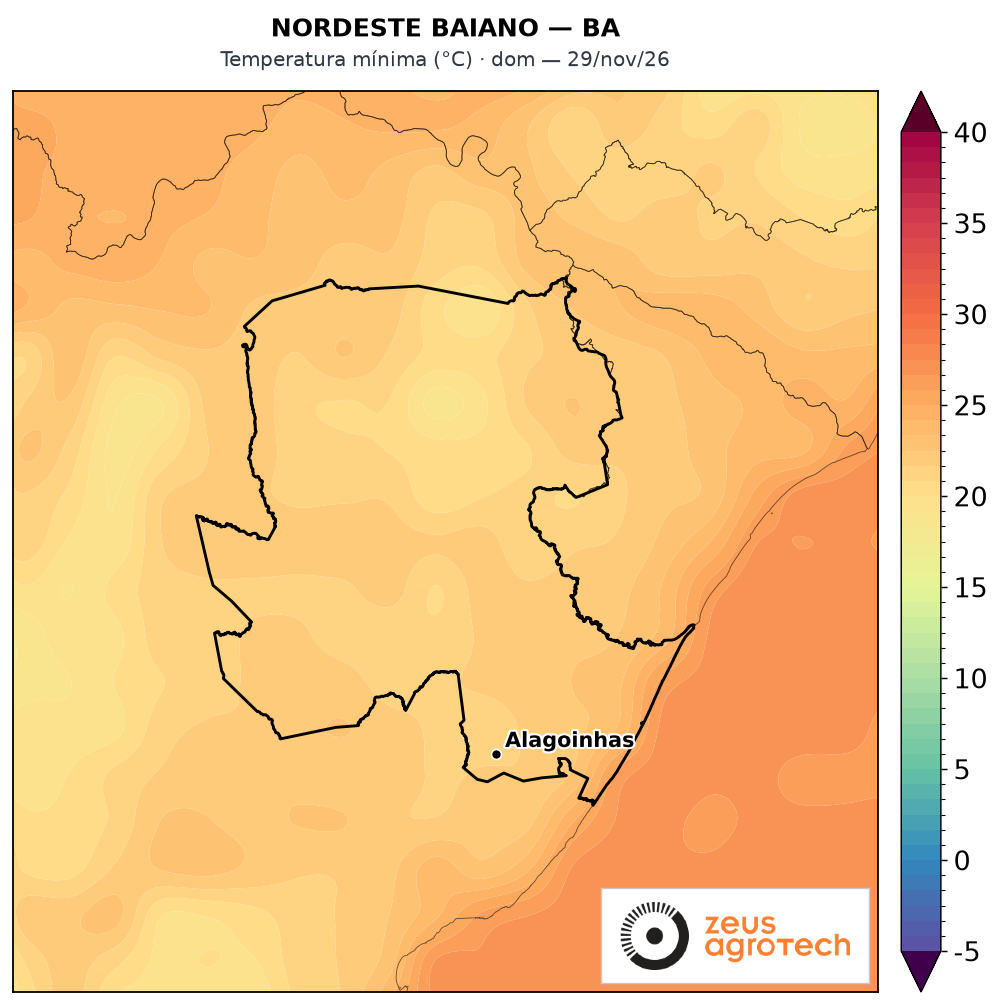 NORDESTE BAIANO — BA
Temperatura mínima (°C) · dom — 29/nov/26
40
35
30
25
20
15
10
5
0
-5
Alagoinhas
zeus
agrotech